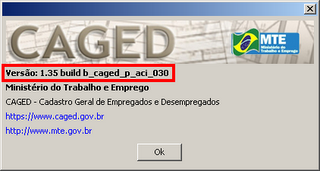 CAGED
MTE
Ministério do
Trabalho e Emprego
Versão: 1.35 build b_caged_p_aci_030
Ministério do Trabalho e Emprego
CAGED - Cadastro Geral de Empregados e Desempregados
https://www.caged.gov.br
http://www.mte.gov.br
Ok